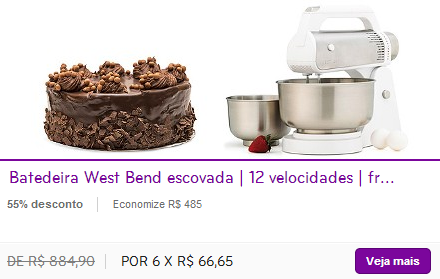 Batedeira West Bend escovada | 12 velocidades | fr...
55% desconto | Economize R$ 485
DE R$ 884,90 | POR 6 X R$ 66,65 Veja mais